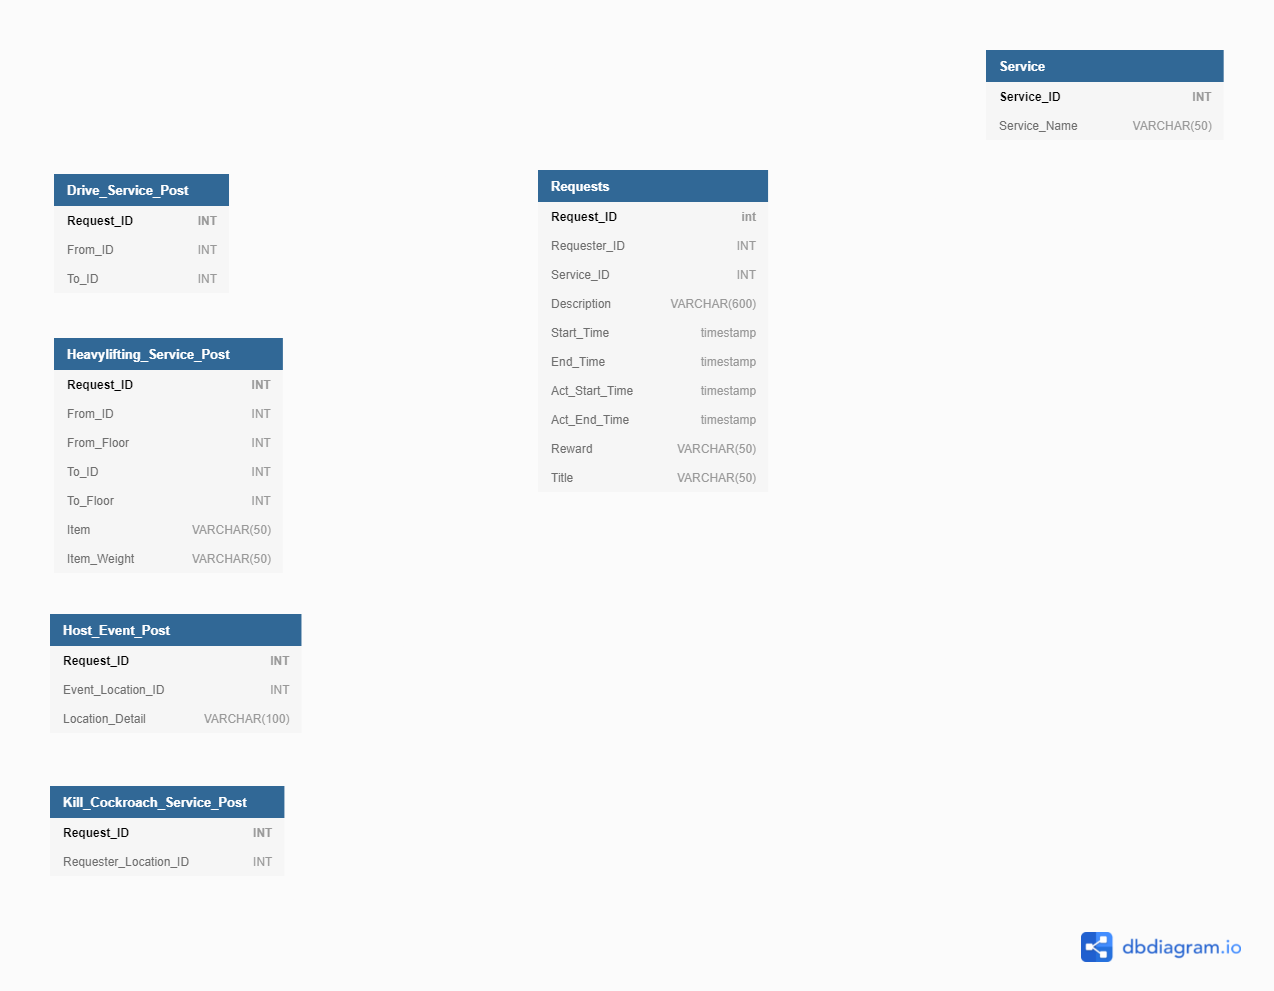 Service
Service_ID INT
Service_Name VARCHAR(50)
Drive_Service_Post
Request_ID INT
From_ID INT
To_ID INT
Requests
Request_ID int
Requester_ID INT
Service_ID INT
Description VARCHAR(600)
Start_Time timestamp
End_Time timestamp
Act_Start_Time timestamp
Act_End_Time timestamp
Reward VARCHAR(50)
Title VARCHAR(50)
Heavylifting_Service_Post
Request_ID INT
From_ID INT
From_Floor INT
To_ID INT
To_Floor INT
Item VARCHAR(50)
Item_Weight VARCHAR(50)
Host_Event_Post
Request_ID INT
Event_Location_ID INT
Location_Detail VARCHAR(100)
Kill_Cockroach_Service_Post
Request_ID INT
Requester_Location_ID INT
dbdiagram.io